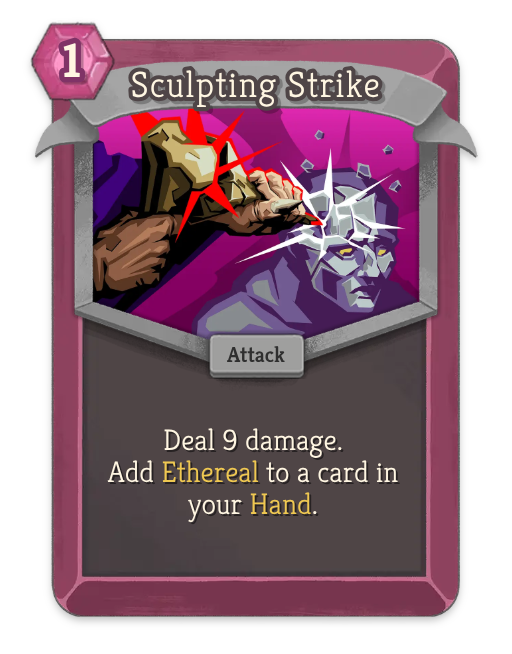 1
Sculpting Strike
Attack
Deal 9 damage.
Add Ethereal to a card in
your Hand.